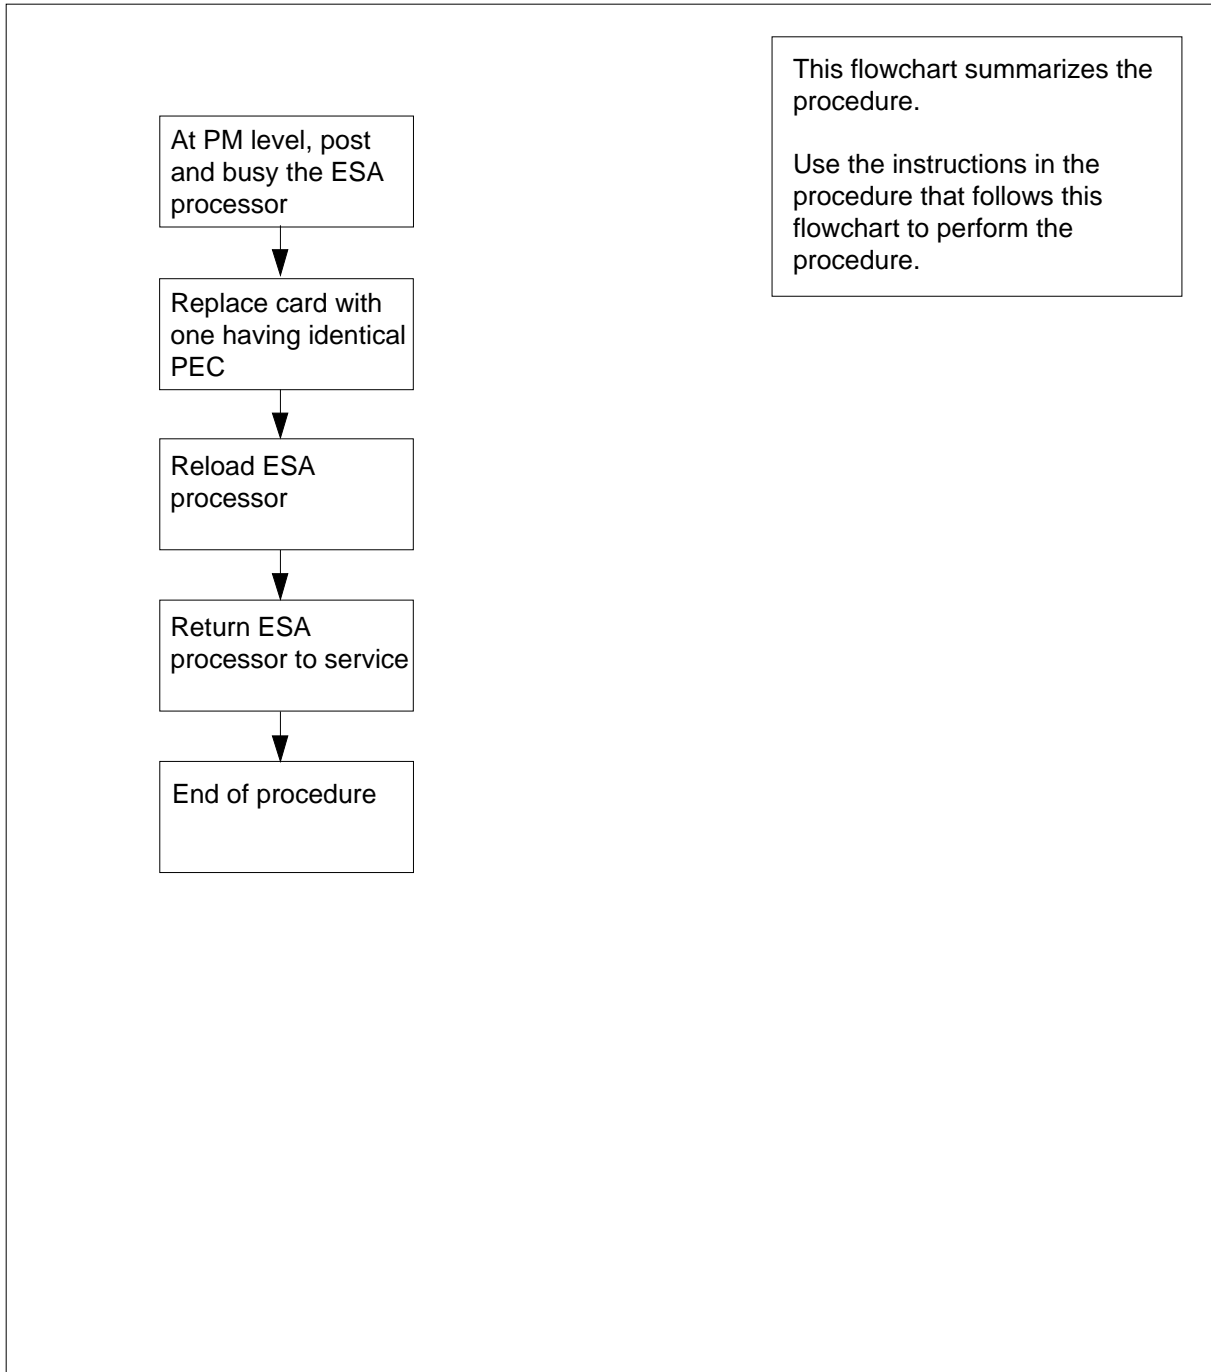 This flowchart summarizes the
procedure.
Use the instructions in the
procedure that follows this
flowchart to perform the
procedure.
At PM level, post
and busy the ESA
processor
Replace card with
one having identical
PEC
Reload ESA
processor
Return ESA
processor to service
End of procedure